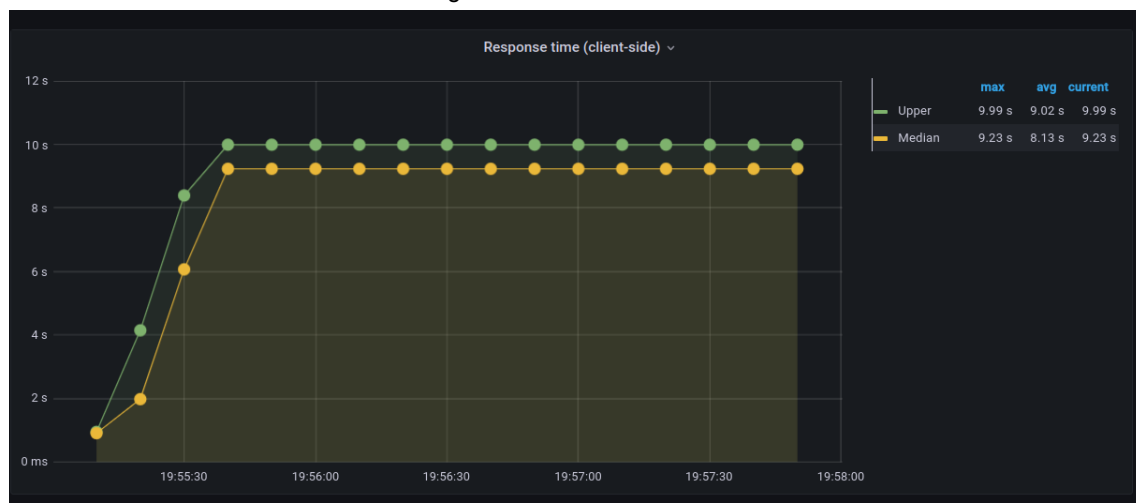 Response time (client-side)
12 s
10 s
8 s
6 s
4 s
2 s
0 ms
19:55:30 19:56:00 19:56:30 19:57:00 19:57:30 19:58:00
max avg current
Upper 9.99 s 9.02 s 9.99 s
Median 9.23 s 8.13 s 9.23 s